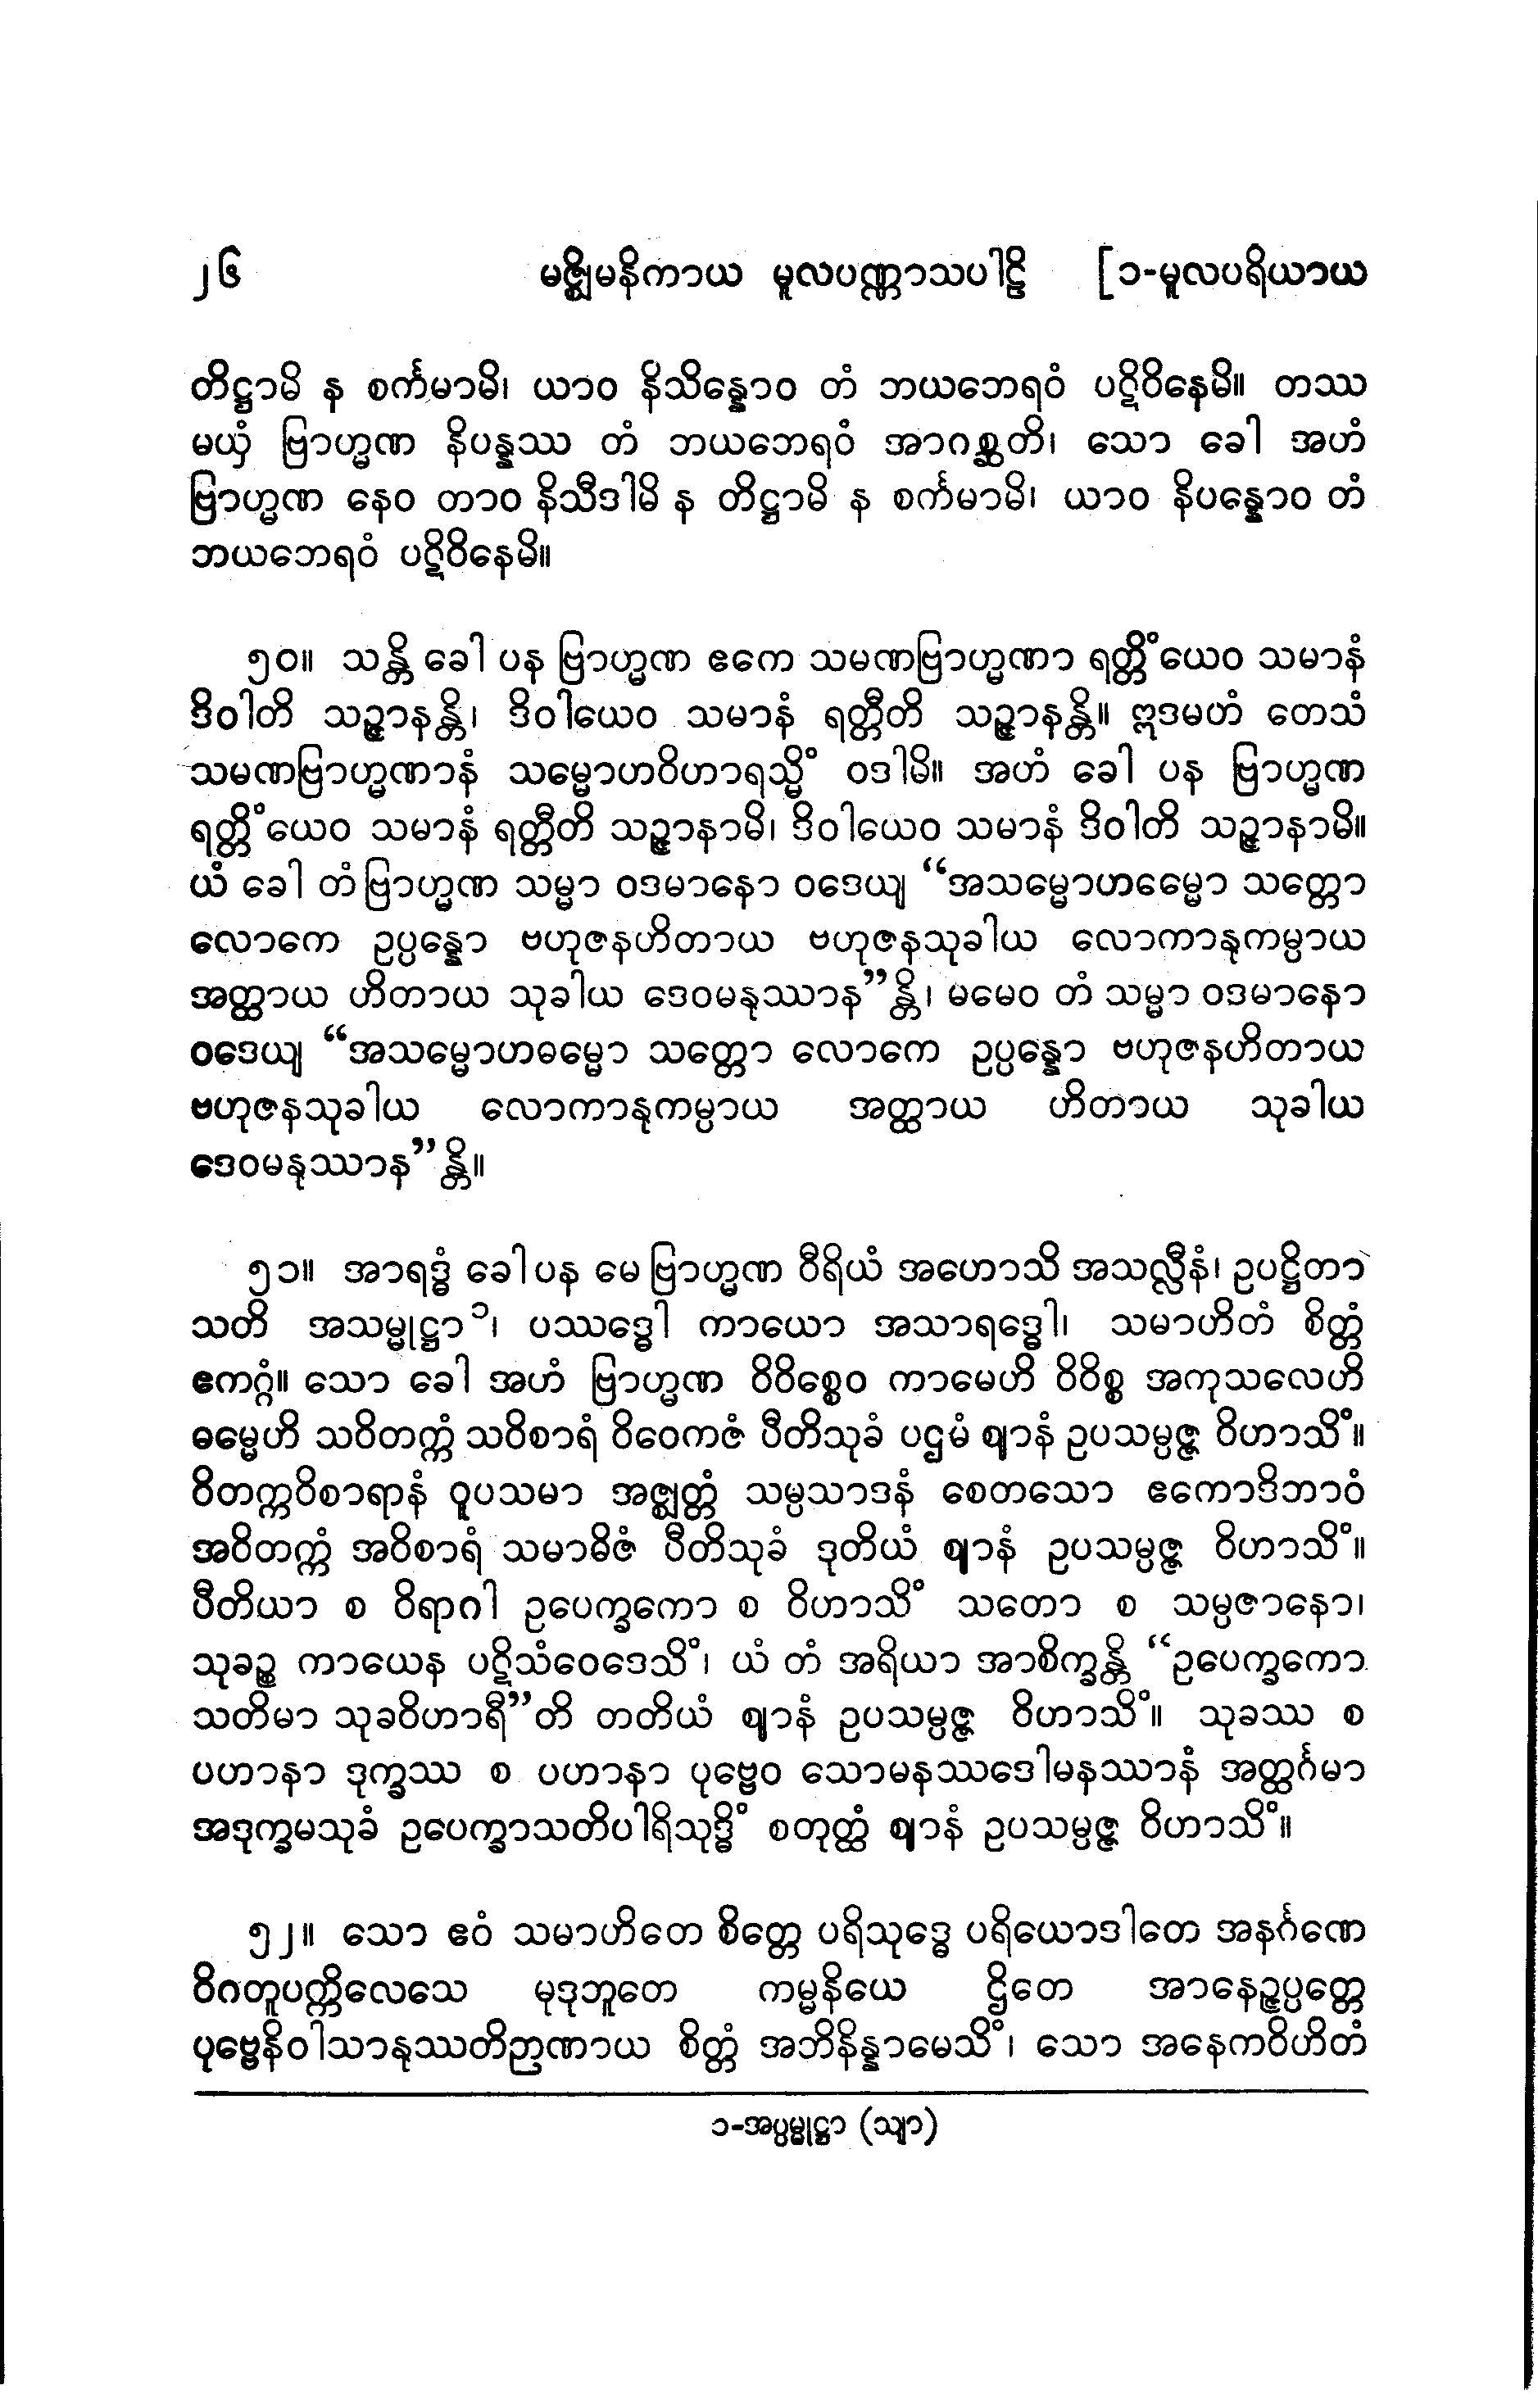 ၂၆ မဇ္ဈိမနိကာယ မူလပဏ္ဏာသပါဠိ [၁-မူလပရိယာယ
တိဋ္ဌာမိ န စင်္ကမာမိ၊ ယာဝ နိသိန္နောဝ တံ ဘယဘေရဝံ ပဋိဝိနေမိ။ တဿ
မယှံ ဗြာဟ္မဏ နိပန္နဿ တံ ဘယဘေရဝံ အာဂစ္ဆတိ၊ သော ခေါ အဟံ
ဗြာဟ္မဏ နေဝ တာဝ နိသီဒါမိ န တိဋ္ဌာမိ န စင်္ကမာမိ၊ ယာဝ နိပန္နောဝ တံ
ဘယဘေရဝံ ပဋိဝိနေမိ။
၅၀။ သန္တိ ခေါ ပန ဗြာဟ္မဏ ဧကေ သမဏဗြာဟ္မဏာ ရတ္တိံယေဝ သမာနံ
ဒိဝါတိ သဉ္ဇာနန္တိ၊ ဒိဝါယေဝ သမာနံ ရတ္တီတိ သဉ္ဇာနန္တိ။ ဣဒမဟံ တေသံ
သမဏဗြာဟ္မဏာနံ သမ္မောဟဝိဟာရသ္မိံ ဝဒါမိ။ အဟံ ခေါ ပန ဗြာဟ္မဏ
ရတ္တိံယေဝ သမာနံ ရတ္တီတိ သဉ္ဇာနာမိ၊ ဒိဝါယေဝ သမာနံ ဒိဝါတိ သဉ္ဇာနာမိ။
ယံ ခေါ တံ ဗြာဟ္မဏ သမ္မာ ဝဒမာနော ဝဒေယျ “အသမ္မောဟဓမ္မော သတ္တော
လောကေ ဥပ္ပန္နော ဗဟုဇနဟိတာယ ဗဟုဇနသုခါယ လောကာနုကမ္ပာယ
အတ္ထာယ ဟိတာယ သုခါယ ဒေဝမနုဿာန”န္တိ၊ မမေဝ တံ သမ္မာ ဝဒမာနော
ဝဒေယျ “အသမ္မောဟဓမ္မော သတ္တော လောကေ ဥပ္ပန္နော ဗဟုဇနဟိတာယ
ဗဟုဇနသုခါယ လောကာနုကမ္ပာယ အတ္ထာယ ဟိတာယ သုခါယ
ဒေဝမနုဿာန”န္တိ။
၅၁။ အာရဒ္ဓံ ခေါ ပန မေ ဗြာဟ္မဏ ဝီရိယံ အဟောသိ အသလ္လီနံ၊ ဥပဋ္ဌိတာ
သတိ အသမ္မုဋ္ဌာ၁၊ ပဿဒ္ဓေါ ကာယော အသာရဒ္ဓေါ၊ သမာဟိတံ စိတ္တံ
ဧကဂ္ဂံ။ သော ခေါ အဟံ ဗြာဟ္မဏ ဝိဝိစ္စေဝ ကာမေဟိ ဝိဝိစ္စ အကုသလေဟိ
ဓမ္မေဟိ သဝိတက္ကံ သဝိစာရံ ဝိဝေကဇံ ပီတိသုခံ ပဌမံ ဈာနံ ဥပသမ္ပဇ္ဇ ဝိဟာသိံ။
ဝိတက္ကဝိစာရာနံ ဝူပသမာ အဇ္ဈတ္တံ သမ္ပသာဒနံ စေတသော ဧကောဒိဘာဝံ
အဝိတက္ကံ အဝိစာရံ သမာဓိဇံ ပီတိသုခံ ဒုတိယံ ဈာနံ ဥပသမ္ပဇ္ဇ ဝိဟာသိံ။
ပီတိယာ စ ဝိရာဂါ ဥပေက္ခကော စ ဝိဟာသိံ သတော စ သမ္ပဇာနော၊
သုခဉ္စ ကာယေန ပဋိသံဝေဒေသိံ၊ ယံ တံ အရိယာ အာစိက္ခန္တိ “ဥပေက္ခကော
သတိမာ သုခဝိဟာရီ”တိ တတိယံ ဈာနံ ဥပသမ္ပဇ္ဇ ဝိဟာသိံ။ သုခဿ စ
ပဟာနာ ဒုက္ခဿ စ ပဟာနာ ပုဗ္ဗေဝ သောမနဿဒေါမနဿာနံ အတ္ထင်္ဂမာ
အဒုက္ခမသုခံ ဥပေက္ခာသတိပါရိသုဒ္ဓိံ စတုတ္ထံ ဈာနံ ဥပသမ္ပဇ္ဇ ဝိဟာသိံ။
၅၂။ သော ဧဝံ သမာဟိတေ စိတ္တေ ပရိသုဒ္ဓေ ပရိယောဒါတေ အနင်္ဂဏေ
ဝိဂတူပက္ကိလေသေ မုဒုဘူတေ ကမ္မနိယေ ဌိတေ အာနေဉ္ဇပ္ပတ္တေ
ပုဗ္ဗေနိဝါသာနုဿတိဉာဏာယ စိတ္တံ အဘိနိန္နာမေသိံ၊ သော အနေကဝိဟိတံ
၁-အပ္ပမ္မုဋ္ဌာ (သျာ)